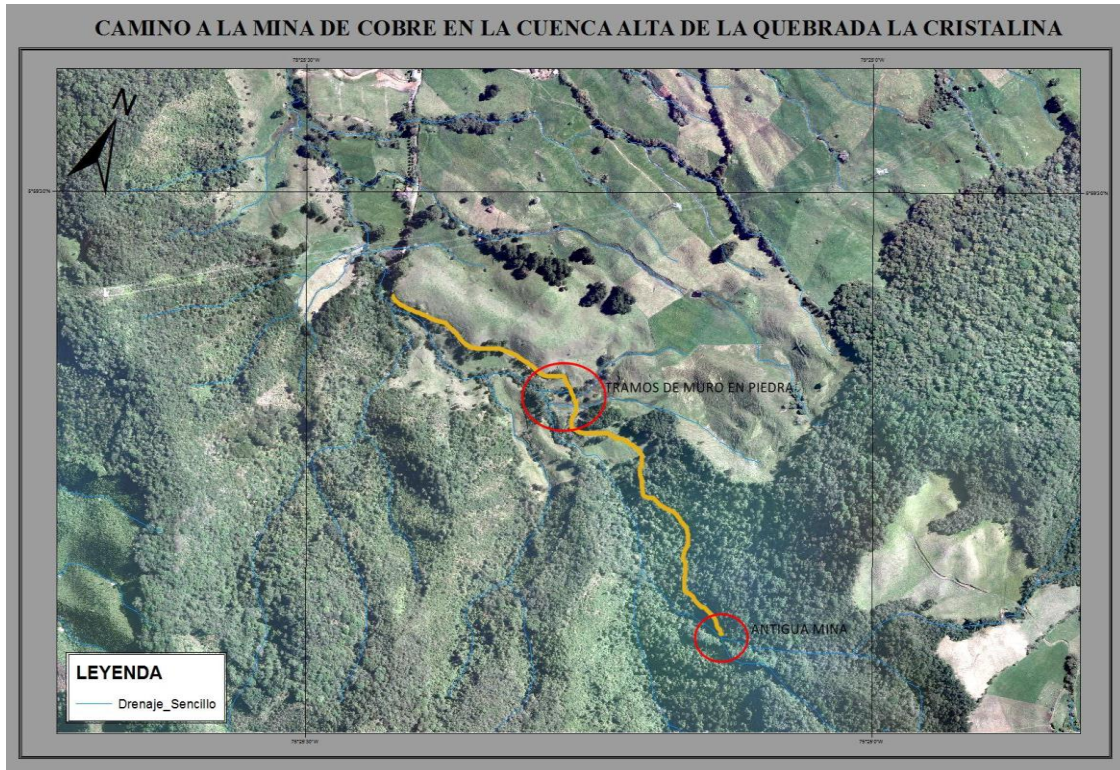 CAMINO A LA MINA DE COBRE EN LA CUENCA ALTA DE LA QUEBRADA LA CRISTALINA
N
TRAMOS DE MURO EN PIEDRA
ANTIGUA MINA
LEYENDA
Drenaje_Sencillo